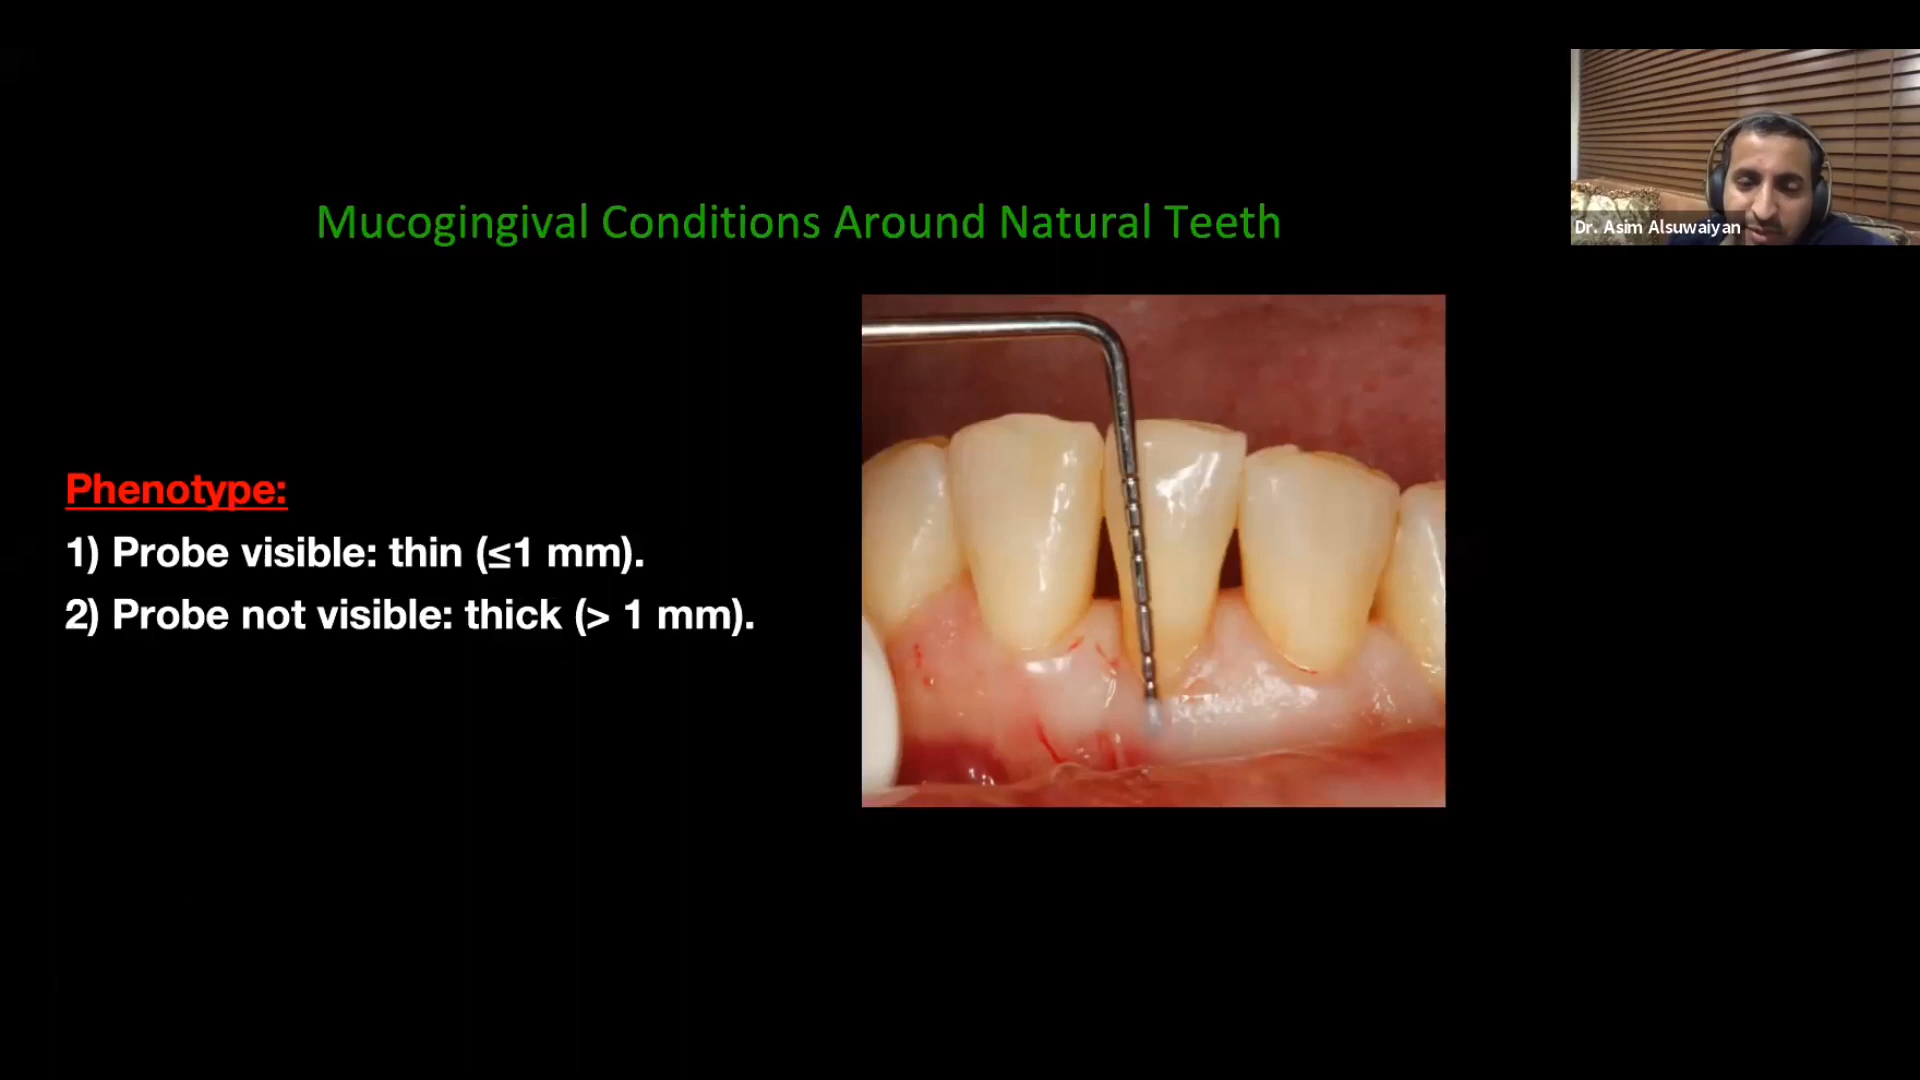 Mucogingival Conditions Around Natural Teeth
Dr. Asim Alsuwaiyan
Phenotype:
1) Probe visible: thin (≤1 mm).
2) Probe not visible: thick (> 1 mm).